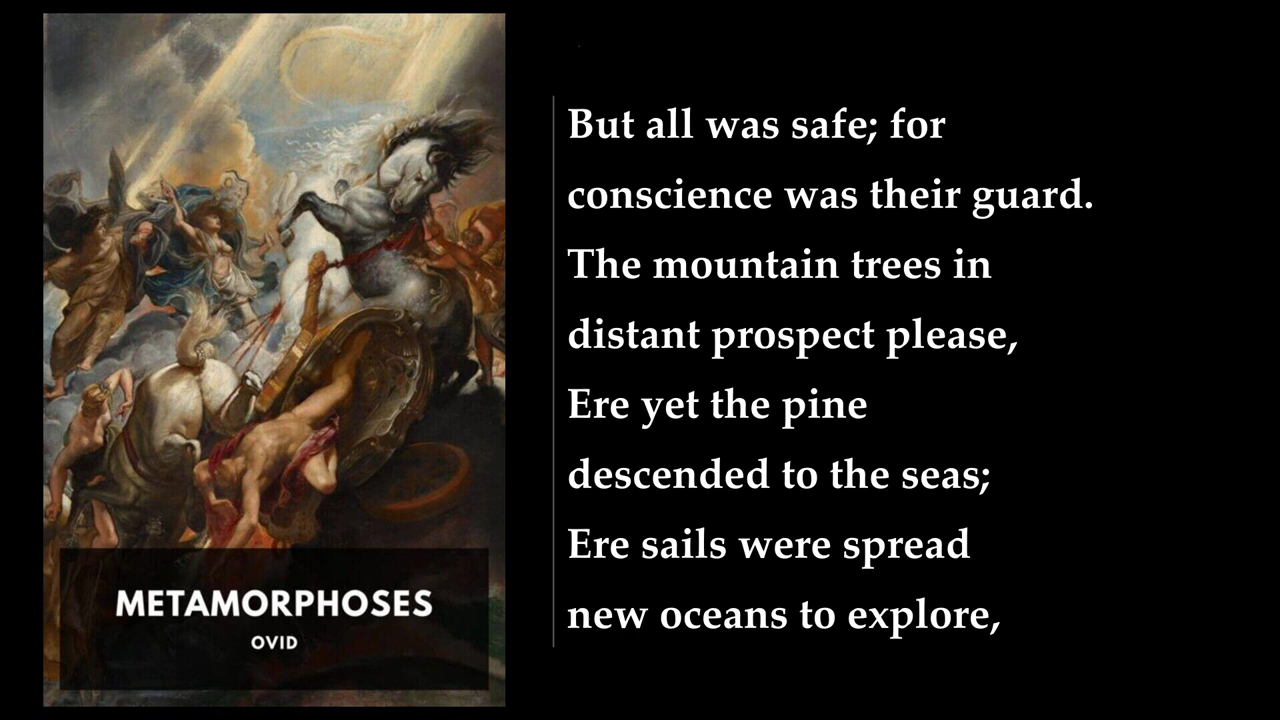 METAMORPHOSES
OVID
But all was safe; for
conscience was their guard.
The mountain trees in
distant prospect please,
Ere yet the pine
descended to the seas;
Ere sails were spread
new oceans to explore,